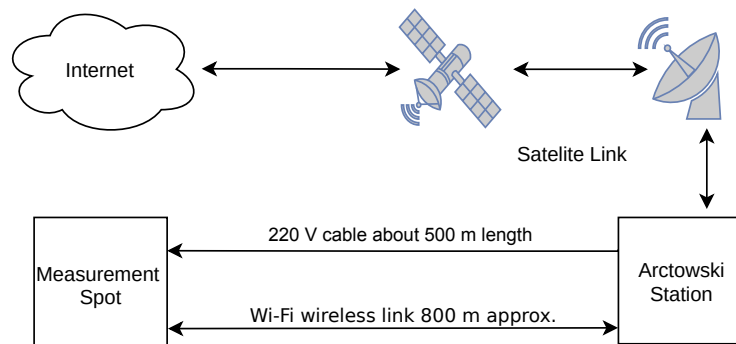 Internet
Satelite Link
220 V cable about 500 m length
Measurement
Spot
Arctowski
Station
Wi-Fi wireless link 800 m approx.